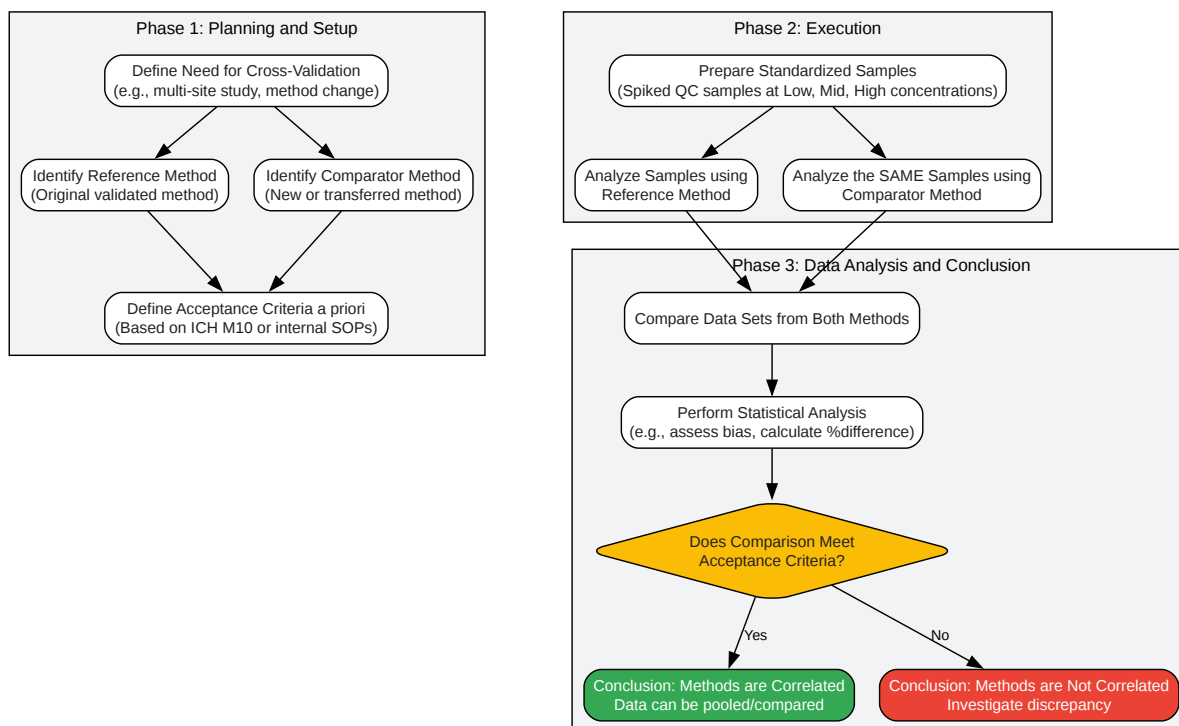 Phase 1: Planning and Setup
Define Need for Cross-Validation
(e.g., multi-site study, method change)
Identify Reference Method
(Original validated method)
Identify Comparator Method
(New or transferred method)
Define Acceptance Criteria a priori
(Based on ICH M10 or internal SOPs)
Phase 2: Execution
Prepare Standardized Samples
(Spiked QC samples at Low, Mid, High concentrations)
Analyze Samples using
Reference Method
Analyze the SAME Samples using
Comparator Method
Phase 3: Data Analysis and Conclusion
Compare Data Sets from Both Methods
Perform Statistical Analysis
(e.g., assess bias, calculate %difference)
Does Comparison Meet
Acceptance Criteria?
Yes
No
Conclusion: Methods are Correlated
Data can be pooled/compared
Conclusion: Methods are Not Correlated
Investigate discrepancy